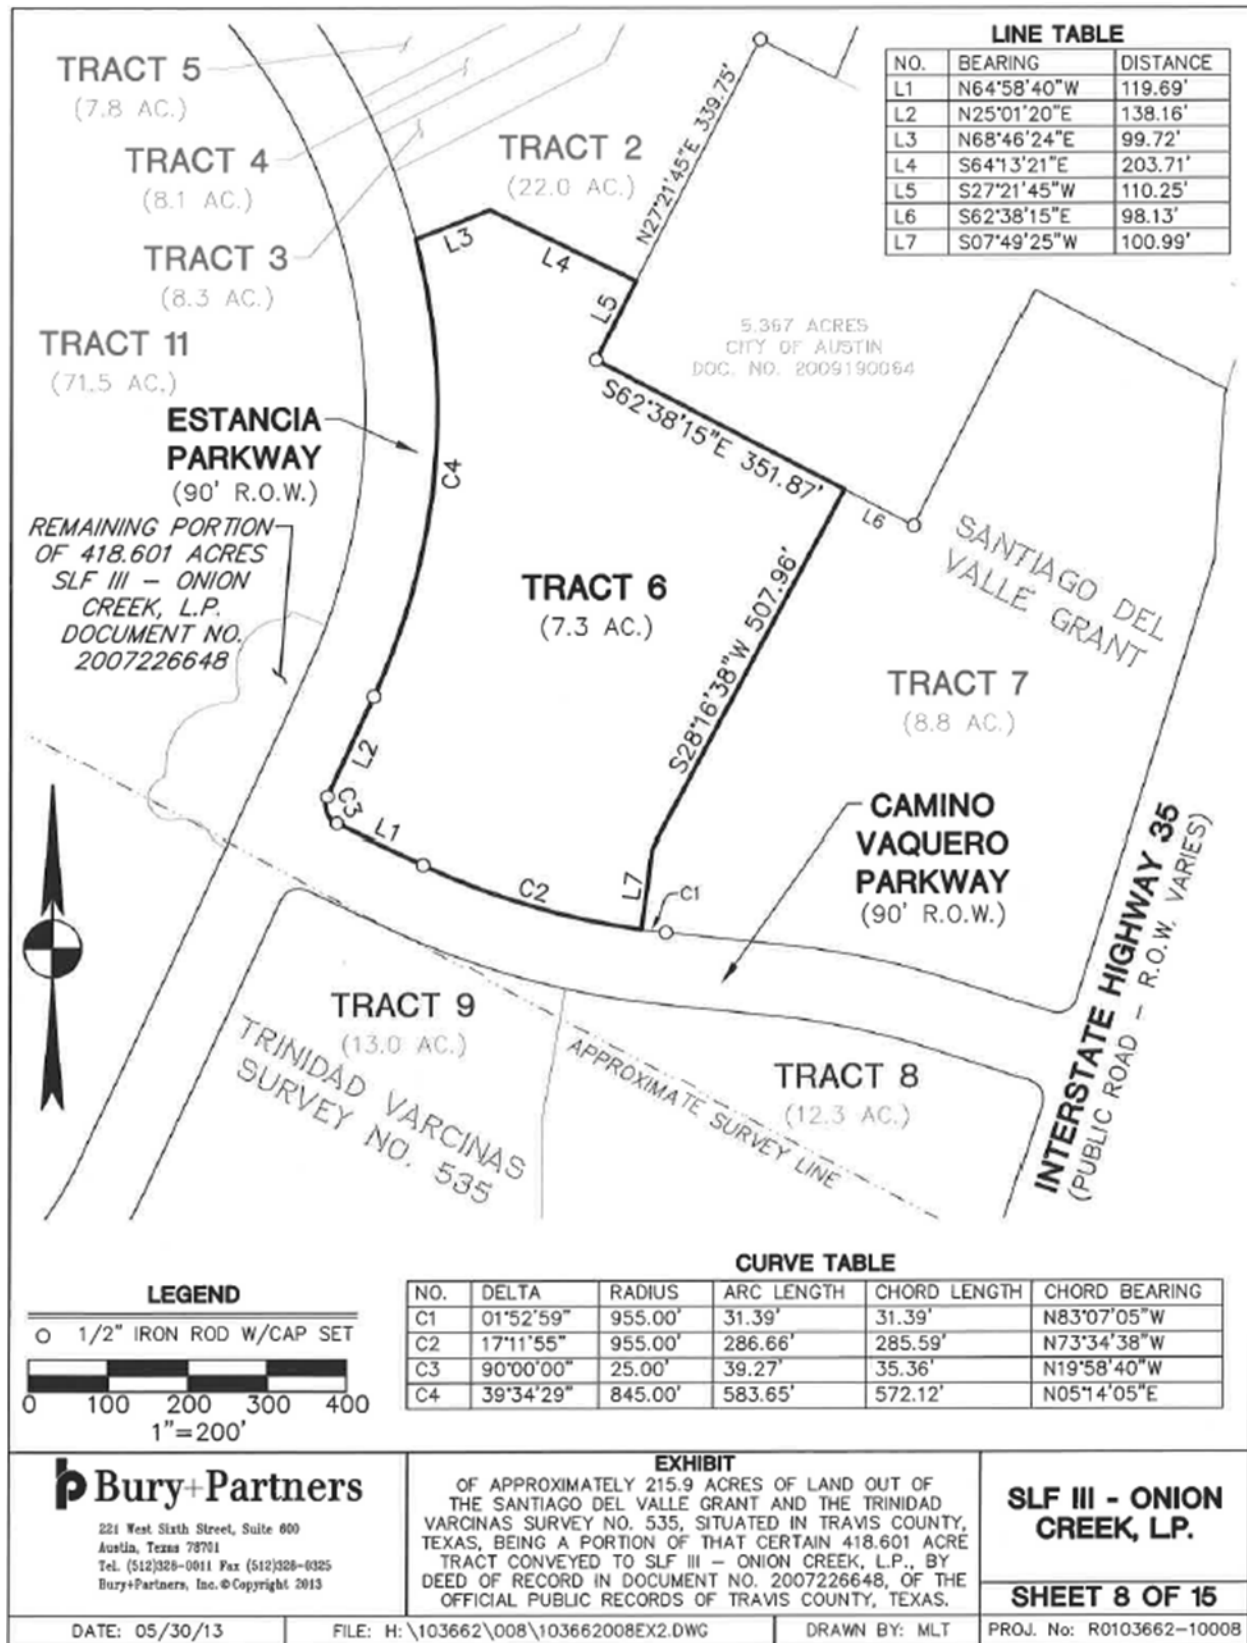 LINE TABLE
NO. BEARING DISTANCE
L1 N64°58'40"W 119.69'
L2 N25°01'20"E 138.16'
L3 N68°46'24"E 99.72'
L4 S64°13'21"E 203.71'
L5 S27°21'45"W 110.25'
L6 S62°38'15"E 98.13'
L7 S07°49'25"W 100.99'
TRACT 5
(7.8 AC.)
TRACT 4
(8.1 AC.)
TRACT 3
(8.3 AC.)
TRACT 2
(22.0 AC.)
N27°21'45"E 339.75'
TRACT 11
(71.5 AC.)
L3
L4
L5
5.367 ACRES
CITY OF AUSTIN
DOC. NO. 2009190064
ESTANCIA
PARKWAY
(90' R.O.W.)
C4
S62°38'15"E 351.87'
L6
REMAINING PORTION
OF 418.601 ACRES
SLF III – ONION
CREEK, L.P.
DOCUMENT NO.
2007226648
SANTIAGO DEL
VALLE GRANT
TRACT 6
(7.3 AC.)
S28°16'38"W 507.96'
TRACT 7
(8.8 AC.)
L2
C3
L1
C2
L7
C1
CAMINO
VAQUERO
PARKWAY
(90' R.O.W.)
INTERSTATE HIGHWAY 35
(PUBLIC ROAD – R.O.W. VARIES)
TRACT 9
(13.0 AC.)
TRINIDAD VARCINAS
SURVEY NO. 535
APPROXIMATE SURVEY LINE
TRACT 8
(12.3 AC.)
LEGEND
1/2" IRON ROD W/CAP SET
0 100 200 300 400
1"=200'
CURVE TABLE
NO. DELTA RADIUS ARC LENGTH CHORD LENGTH CHORD BEARING
C1 01°52'59" 955.00' 31.39' 31.39' N83°07'05"W
C2 17°11'55" 955.00' 286.66' 285.59' N73°34'38"W
C3 90°00'00" 25.00' 39.27' 35.36' N19°58'40"W
C4 39°34'29" 845.00' 583.65' 572.12' N05°14'05"E
Bury+Partners
221 West Sixth Street, Suite 600
Austin, Texas 78701
Tel. (512)328-0011 Fax (512)328-0325
Bury+Partners, Inc.©Copyright 2013
EXHIBIT
OF APPROXIMATELY 215.9 ACRES OF LAND OUT OF
THE SANTIAGO DEL VALLE GRANT AND THE TRINIDAD
VARCINAS SURVEY NO. 535, SITUATED IN TRAVIS COUNTY,
TEXAS, BEING A PORTION OF THAT CERTAIN 418.601 ACRE
TRACT CONVEYED TO SLF III – ONION CREEK, L.P., BY
DEED OF RECORD IN DOCUMENT NO. 2007226648, OF THE
OFFICIAL PUBLIC RECORDS OF TRAVIS COUNTY, TEXAS.
SLF III - ONION
CREEK, L.P.
SHEET 8 OF 15
DATE: 05/30/13 FILE: H:\103662\008\103662008EX2.DWG DRAWN BY: MLT PROJ. No: R0103662-10008